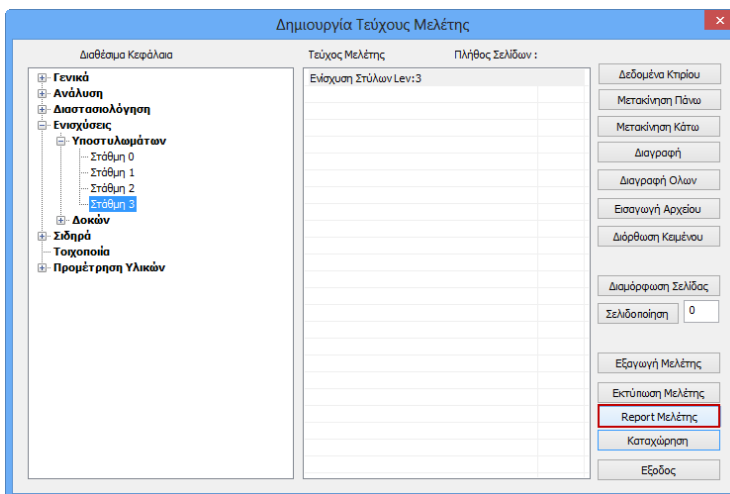 Δημιουργία Τεύχους Μελέτης
Διαθέσιμα Κεφάλαια
Τεύχος Μελέτης
Πλήθος Σελίδων :
Γενικά
Ανάλυση
Διαστασιολόγηση
Ενισχύσεις
Υποστυλωμάτων
Στάθμη 0
Στάθμη 1
Στάθμη 2
Στάθμη 3
Δοκών
Σιδηρά
Τοιχοποιία
Προμέτρηση Υλικών
Ενίσχυση Στύλων Lev:3
Δεδομένα Κτιρίου
Μετακίνηση Πάνω
Μετακίνηση Κάτω
Διαγραφή
Διαγραφή Ολων
Εισαγωγή Αρχείου
Διόρθωση Κειμένου
Διαμόρφωση Σελίδας
Σελιδοποίηση 0
Εξαγωγή Μελέτης
Εκτύπωση Μελέτης
Report Μελέτης
Καταχώρηση
Εξοδος